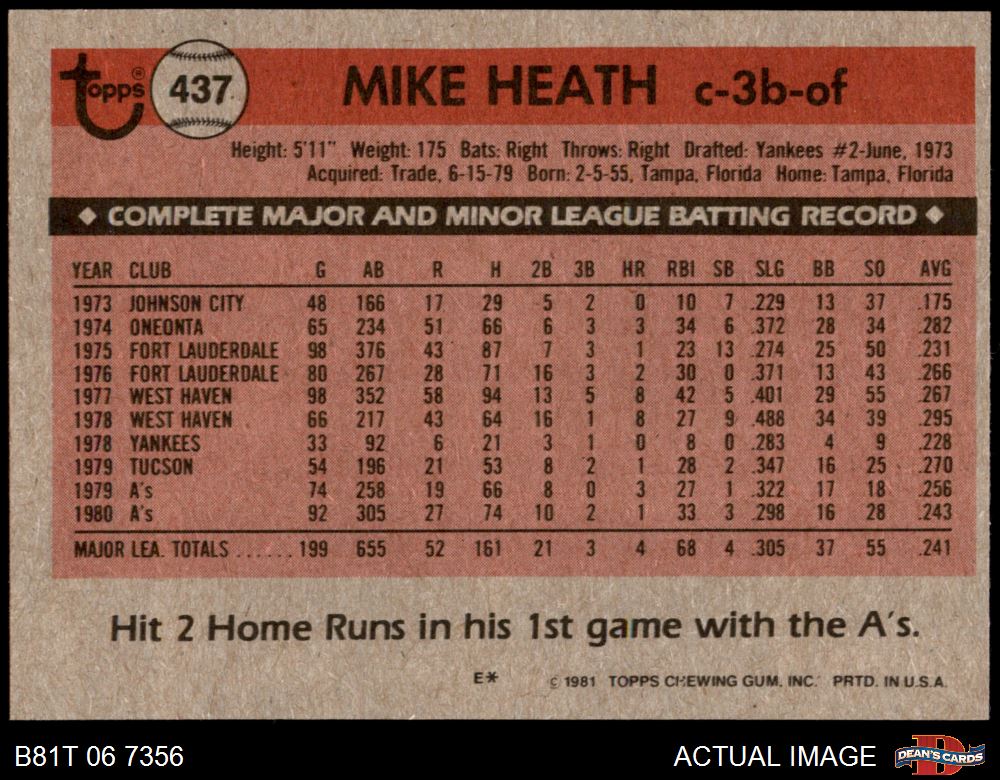 topps® 437 MIKE HEATH c-3b-of
Height: 5'11" Weight: 175 Bats: Right Throws: Right Drafted: Yankees #2-June, 1973
Acquired: Trade, 6-15-79 Born: 2-5-55, Tampa, Florida Home: Tampa, Florida
◆ COMPLETE MAJOR AND MINOR LEAGUE BATTING RECORD ◆
YEAR CLUB G AB R H 2B 3B HR RBI SB SLG BB SO AVG
1973 JOHNSON CITY 48 166 17 29 5 2 0 10 7 .229 13 37 .175
1974 ONEONTA 65 234 51 66 6 3 3 34 6 .372 28 34 .282
1975 FORT LAUDERDALE 98 376 43 87 7 3 1 23 13 .274 25 50 .231
1976 FORT LAUDERDALE 80 267 28 71 16 3 2 30 0 .371 13 43 .266
1977 WEST HAVEN 98 352 58 94 13 5 8 42 5 .401 29 55 .267
1978 WEST HAVEN 66 217 43 64 16 1 8 27 9 .488 34 39 .295
1978 YANKEES 33 92 6 21 3 1 0 8 0 .283 4 9 .228
1979 TUCSON 54 196 21 53 8 2 1 28 2 .347 16 25 .270
1979 A's 74 258 19 66 8 0 3 27 1 .322 17 18 .256
1980 A's 92 305 27 74 10 2 1 33 3 .298 16 28 .243
MAJOR LEA. TOTALS ...... 199 655 52 161 21 3 4 68 4 .305 37 55 .241
Hit 2 Home Runs in his 1st game with the A's.
E* © 1981 TOPPS CHEWING GUM, INC. PRTD. IN U.S.A.
B81T 06 7356 ACTUAL IMAGE DEAN'S CARDS